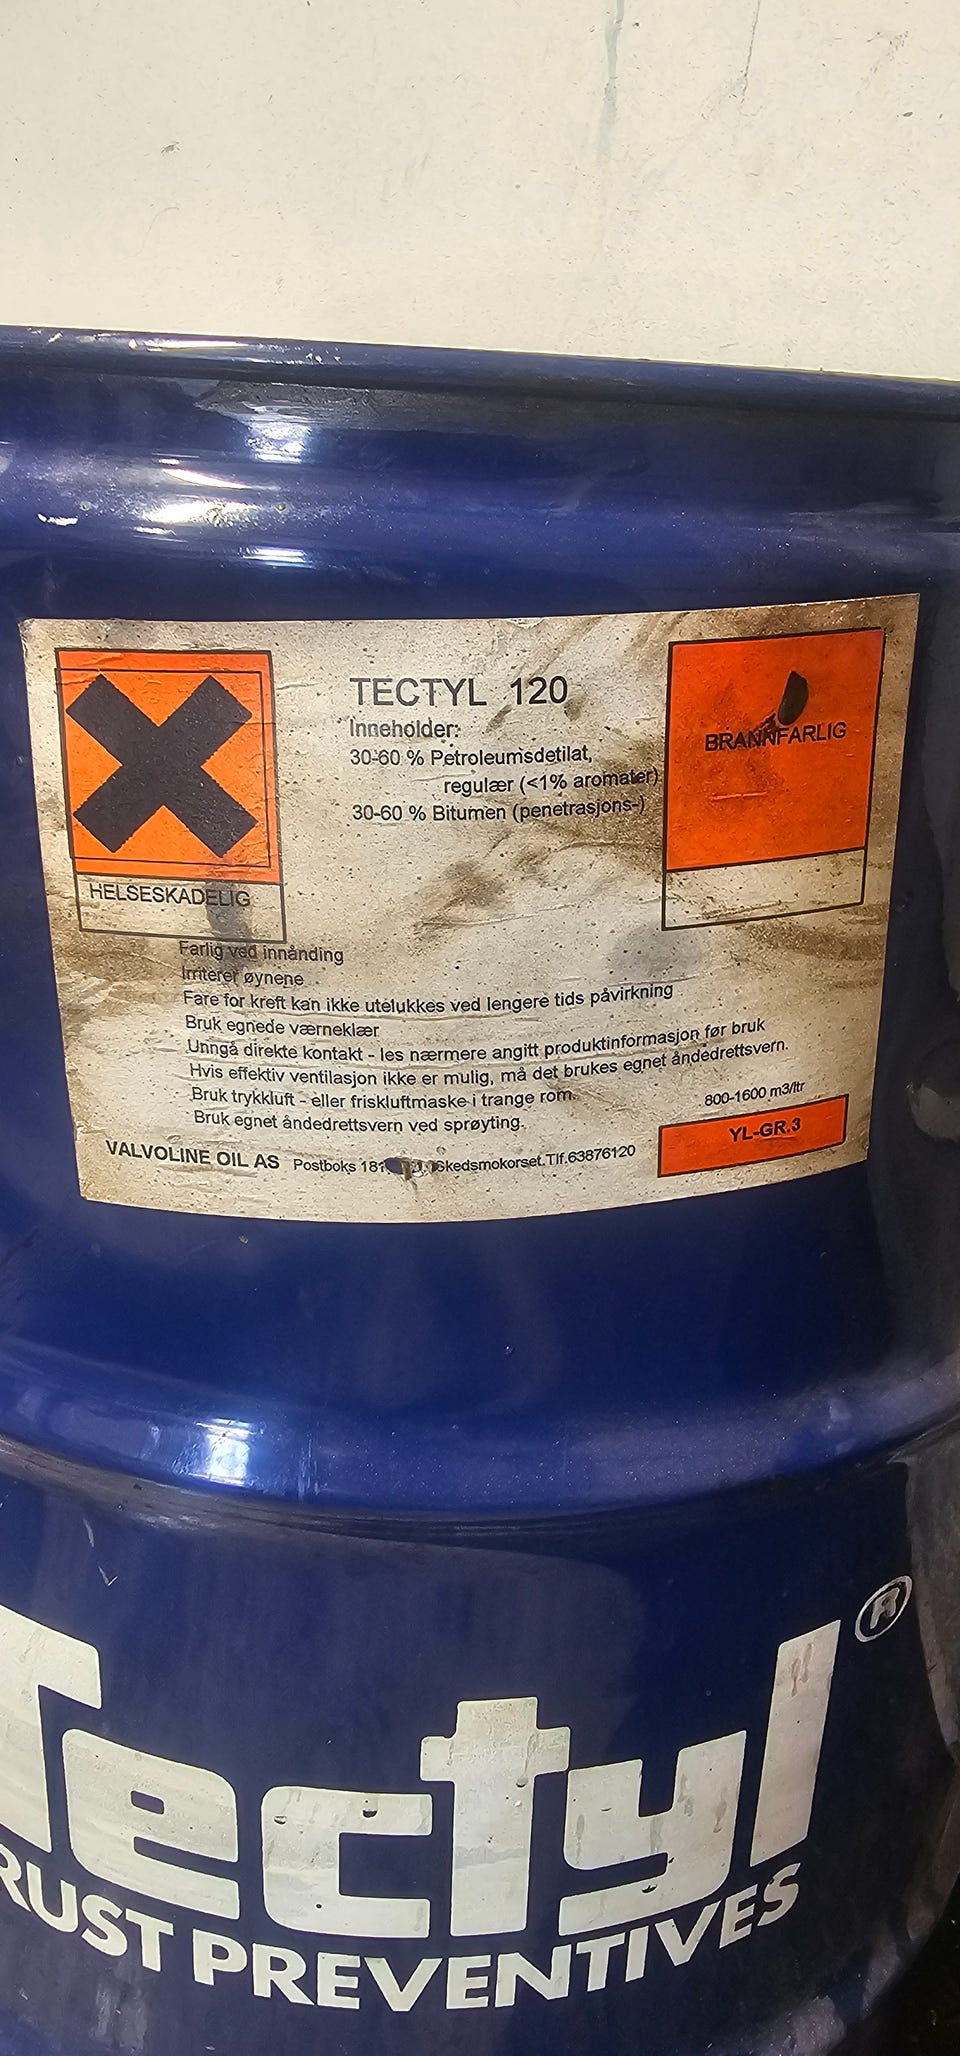 TECTYL 120
Inneholder:
30-60 % Petroleumsdetilat,
regulær (<1% aromater)
30-60 % Bitumen (penetrasjons-)
BRANNFARLIG
HELSESKADELIG
Farlig ved innånding
Irriterer øynene
Fare for kreft kan ikke utelukkes ved lengere tids påvirkning
Bruk egnede værneklær
Unngå direkte kontakt - les nærmere angitt produktinformasjon før bruk
Hvis effektiv ventilasjon ikke er mulig, må det brukes egnet åndedrettsvern.
Bruk trykkluft - eller friskluftmaske i trange rom.
Bruk egnet åndedrettsvern ved sprøyting.
800-1600 m3/ltr
YL-GR.3
VALVOLINE OIL AS Postboks Skedsmokorset.Tlf.63876120
Tectyl ®
RUST PREVENTIVES